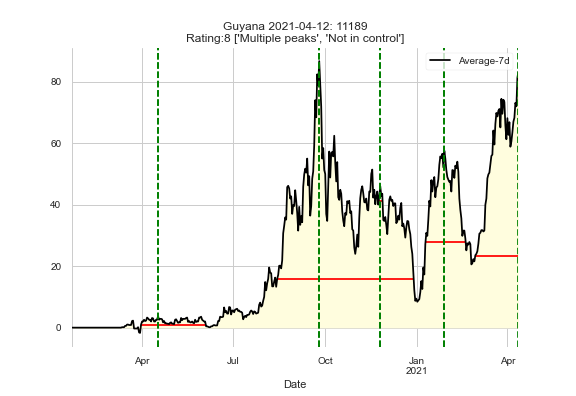 Guyana 2021-04-12: 11189
Rating:8 ['Multiple peaks', 'Not in control']
Average-7d
80
60
40
20
0
Apr
Jul
Oct
Jan
2021
Apr
Date